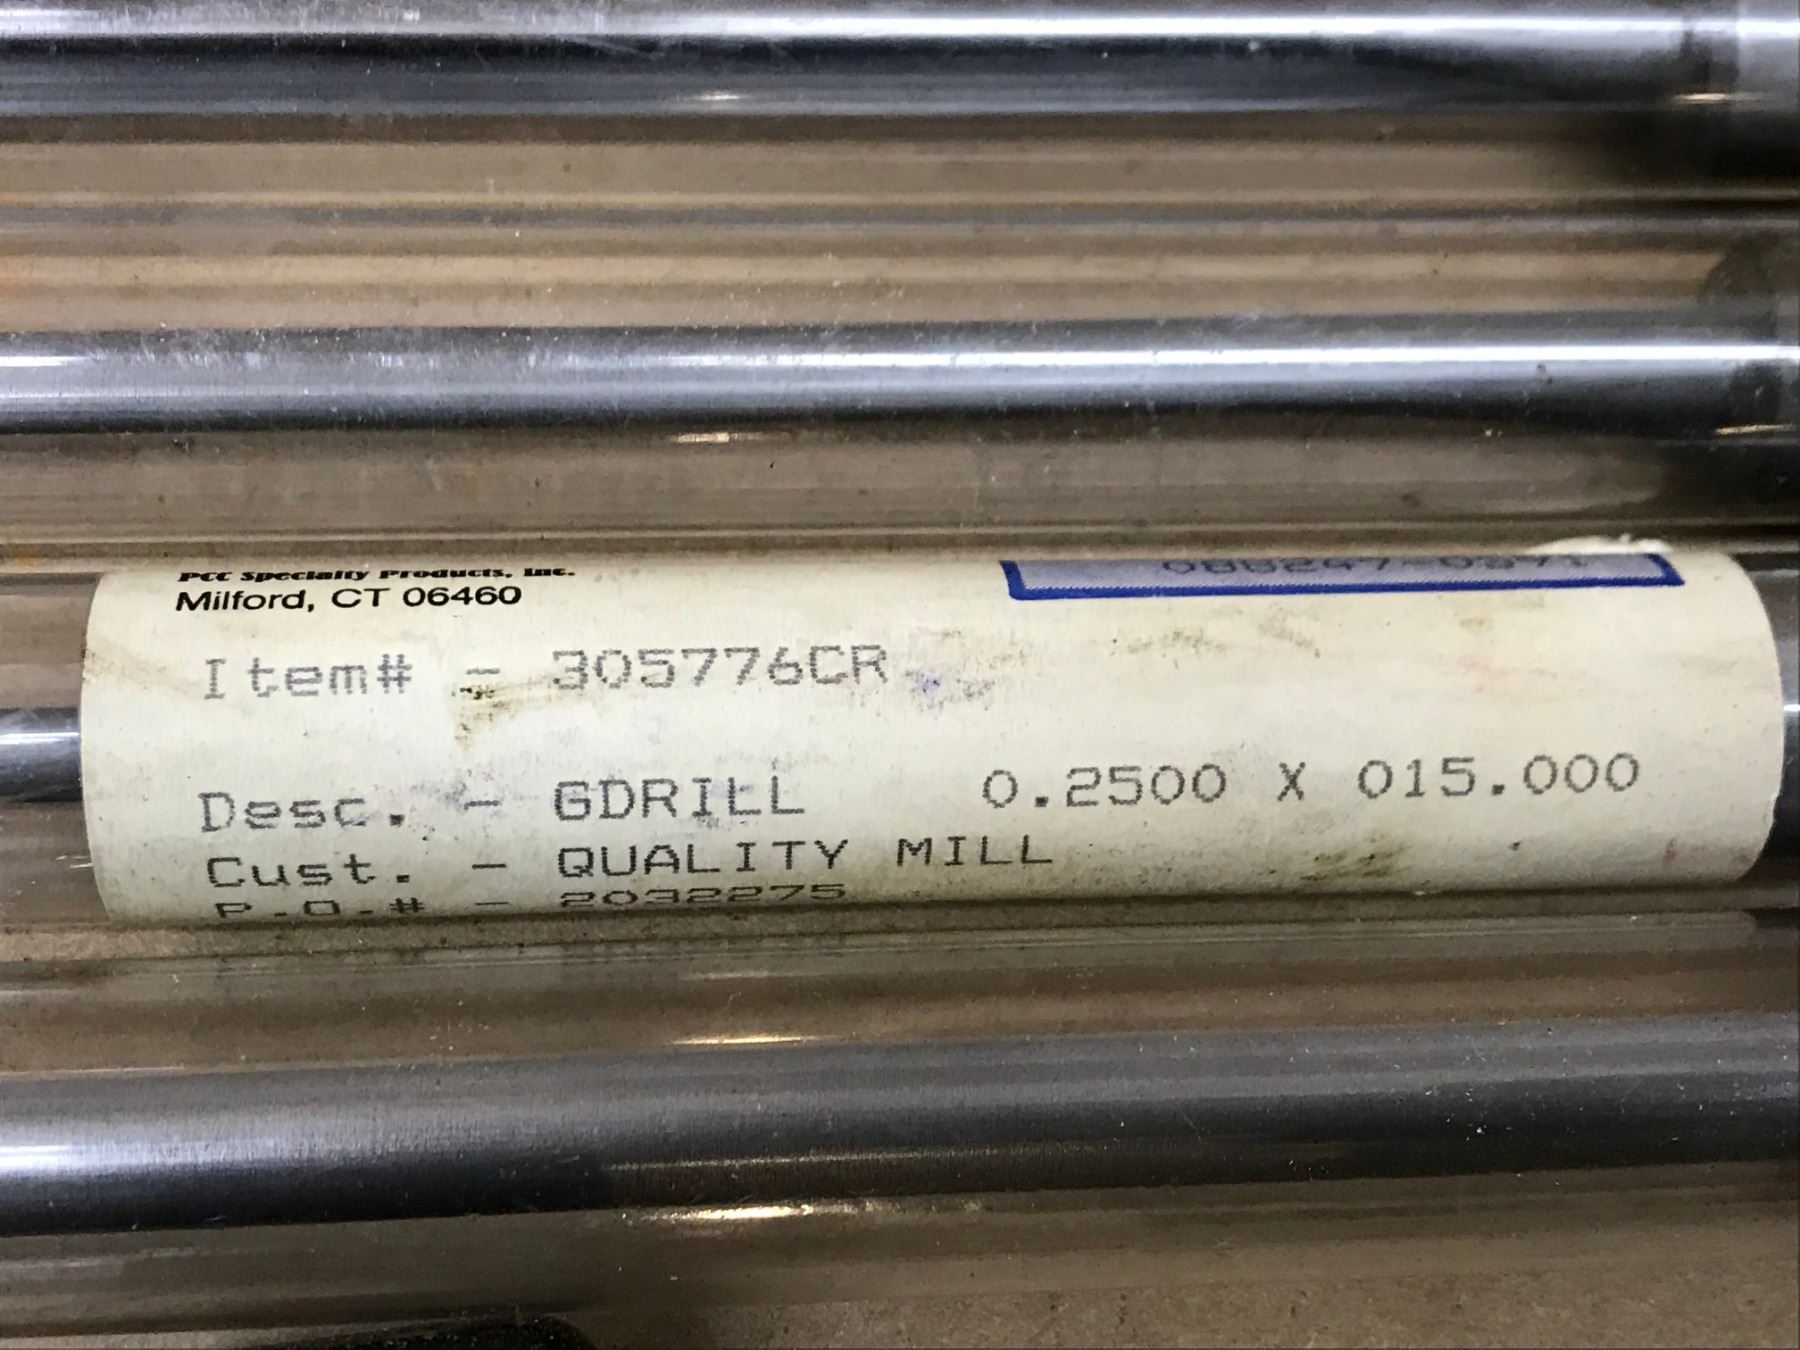 PCC Specialty Products, Inc.
Milford, CT 06460
Item# - 305776CR
Desc. - GDRILL 0.2500 X 015.000
Cust. - QUALITY MILL
P.O.# - 2032275